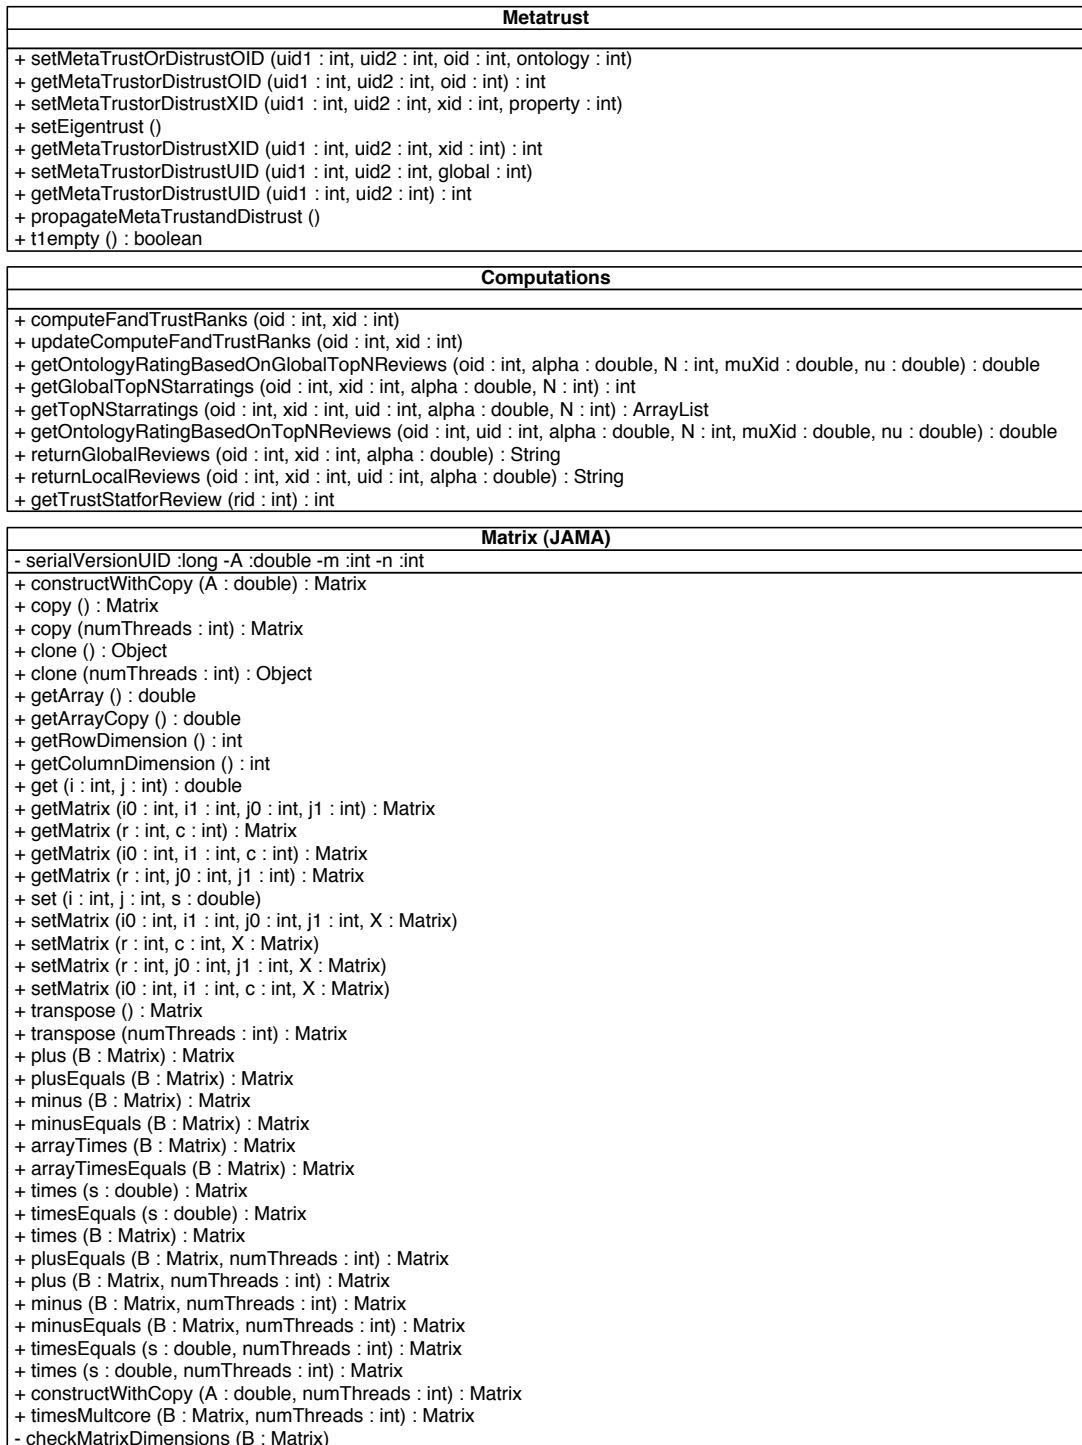 Metatrust
+ setMetaTrustOrDistrustOID (uid1 : int, uid2 : int, oid : int, ontology : int)
+ getMetaTrustorDistrustOID (uid1 : int, uid2 : int, oid : int) : int
+ setMetaTrustorDistrustXID (uid1 : int, uid2 : int, xid : int, property : int)
+ setEigentrust ()
+ getMetaTrustorDistrustXID (uid1 : int, uid2 : int, xid : int) : int
+ setMetaTrustorDistrustUID (uid1 : int, uid2 : int, global : int)
+ getMetaTrustorDistrustUID (uid1 : int, uid2 : int) : int
+ propagateMetaTrustandDistrust ()
+ t1empty () : boolean
Computations
+ computeFandTrustRanks (oid : int, xid : int)
+ updateComputeFandTrustRanks (oid : int, xid : int)
+ getOntologyRatingBasedOnGlobalTopNReviews (oid : int, alpha : double, N : int, muXid : double, nu : double) : double
+ getGlobalTopNStarratings (oid : int, xid : int, alpha : double, N : int) : int
+ getTopNStarratings (oid : int, xid : int, uid : int, alpha : double, N : int) : ArrayList
+ getOntologyRatingBasedOnTopNReviews (oid : int, uid : int, alpha : double, N : int, muXid : double, nu : double) : double
+ returnGlobalReviews (oid : int, xid : int, alpha : double) : String
+ returnLocalReviews (oid : int, xid : int, uid : int, alpha : double) : String
+ getTrustStatforReview (rid : int) : int
Matrix (JAMA)
- serialVersionUID :long -A :double -m :int -n :int
+ constructWithCopy (A : double) : Matrix
+ copy () : Matrix
+ copy (numThreads : int) : Matrix
+ clone () : Object
+ clone (numThreads : int) : Object
+ getArray () : double
+ getArrayCopy () : double
+ getRowDimension () : int
+ getColumnDimension () : int
+ get (i : int, j : int) : double
+ getMatrix (i0 : int, i1 : int, j0 : int, j1 : int) : Matrix
+ getMatrix (r : int, c : int) : Matrix
+ getMatrix (i0 : int, i1 : int, c : int) : Matrix
+ getMatrix (r : int, j0 : int, j1 : int) : Matrix
+ set (i : int, j : int, s : double)
+ setMatrix (i0 : int, i1 : int, j0 : int, j1 : int, X : Matrix)
+ setMatrix (r : int, c : int, X : Matrix)
+ setMatrix (r : int, j0 : int, j1 : int, X : Matrix)
+ setMatrix (i0 : int, i1 : int, c : int, X : Matrix)
+ transpose () : Matrix
+ transpose (numThreads : int) : Matrix
+ plus (B : Matrix) : Matrix
+ plusEquals (B : Matrix) : Matrix
+ minus (B : Matrix) : Matrix
+ minusEquals (B : Matrix) : Matrix
+ arrayTimes (B : Matrix) : Matrix
+ arrayTimesEquals (B : Matrix) : Matrix
+ times (s : double) : Matrix
+ timesEquals (s : double) : Matrix
+ times (B : Matrix) : Matrix
+ plusEquals (B : Matrix, numThreads : int) : Matrix
+ plus (B : Matrix, numThreads : int) : Matrix
+ minus (B : Matrix, numThreads : int) : Matrix
+ minusEquals (B : Matrix, numThreads : int) : Matrix
+ timesEquals (s : double, numThreads : int) : Matrix
+ times (s : double, numThreads : int) : Matrix
+ constructWithCopy (A : double, numThreads : int) : Matrix
+ timesMultcore (B : Matrix, numThreads : int) : Matrix
- checkMatrixDimensions (B : Matrix)